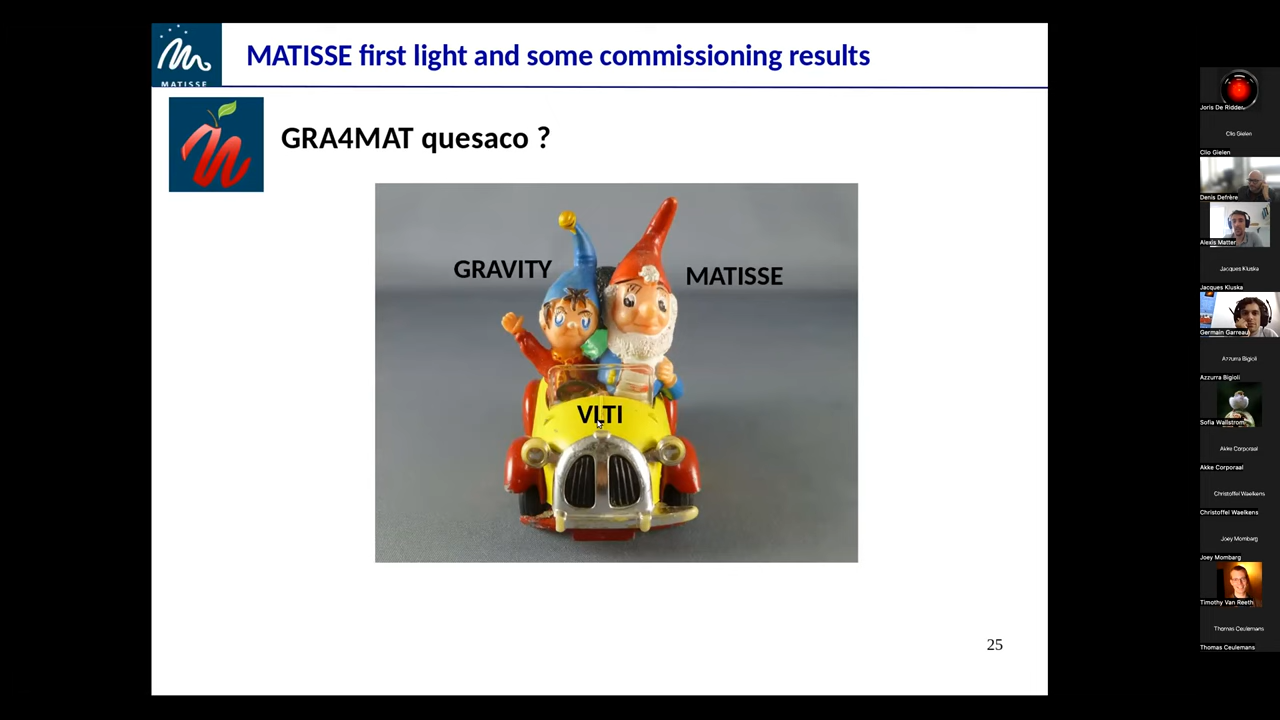 MATISSE first light and some commissioning results
MATISSE
GRA4MAT quesaco ?
GRAVITY
MATISSE
VLTI
25
Joris De Ridder
Clio Gielen
Clio Gielen
Denis Defrère
Alexis Matter
Jacques Kluska
Jacques Kluska
Germain Garreau
Azzurra Bigioli
Azzurra Bigioli
Sofia Wallstrom
Akke Corporaal
Akke Corporaal
Christoffel Waelkens
Christoffel Waelkens
Joey Mombarg
Joey Mombarg
Timothy Van Reeth
Thomas Ceulemans
Thomas Ceulemans